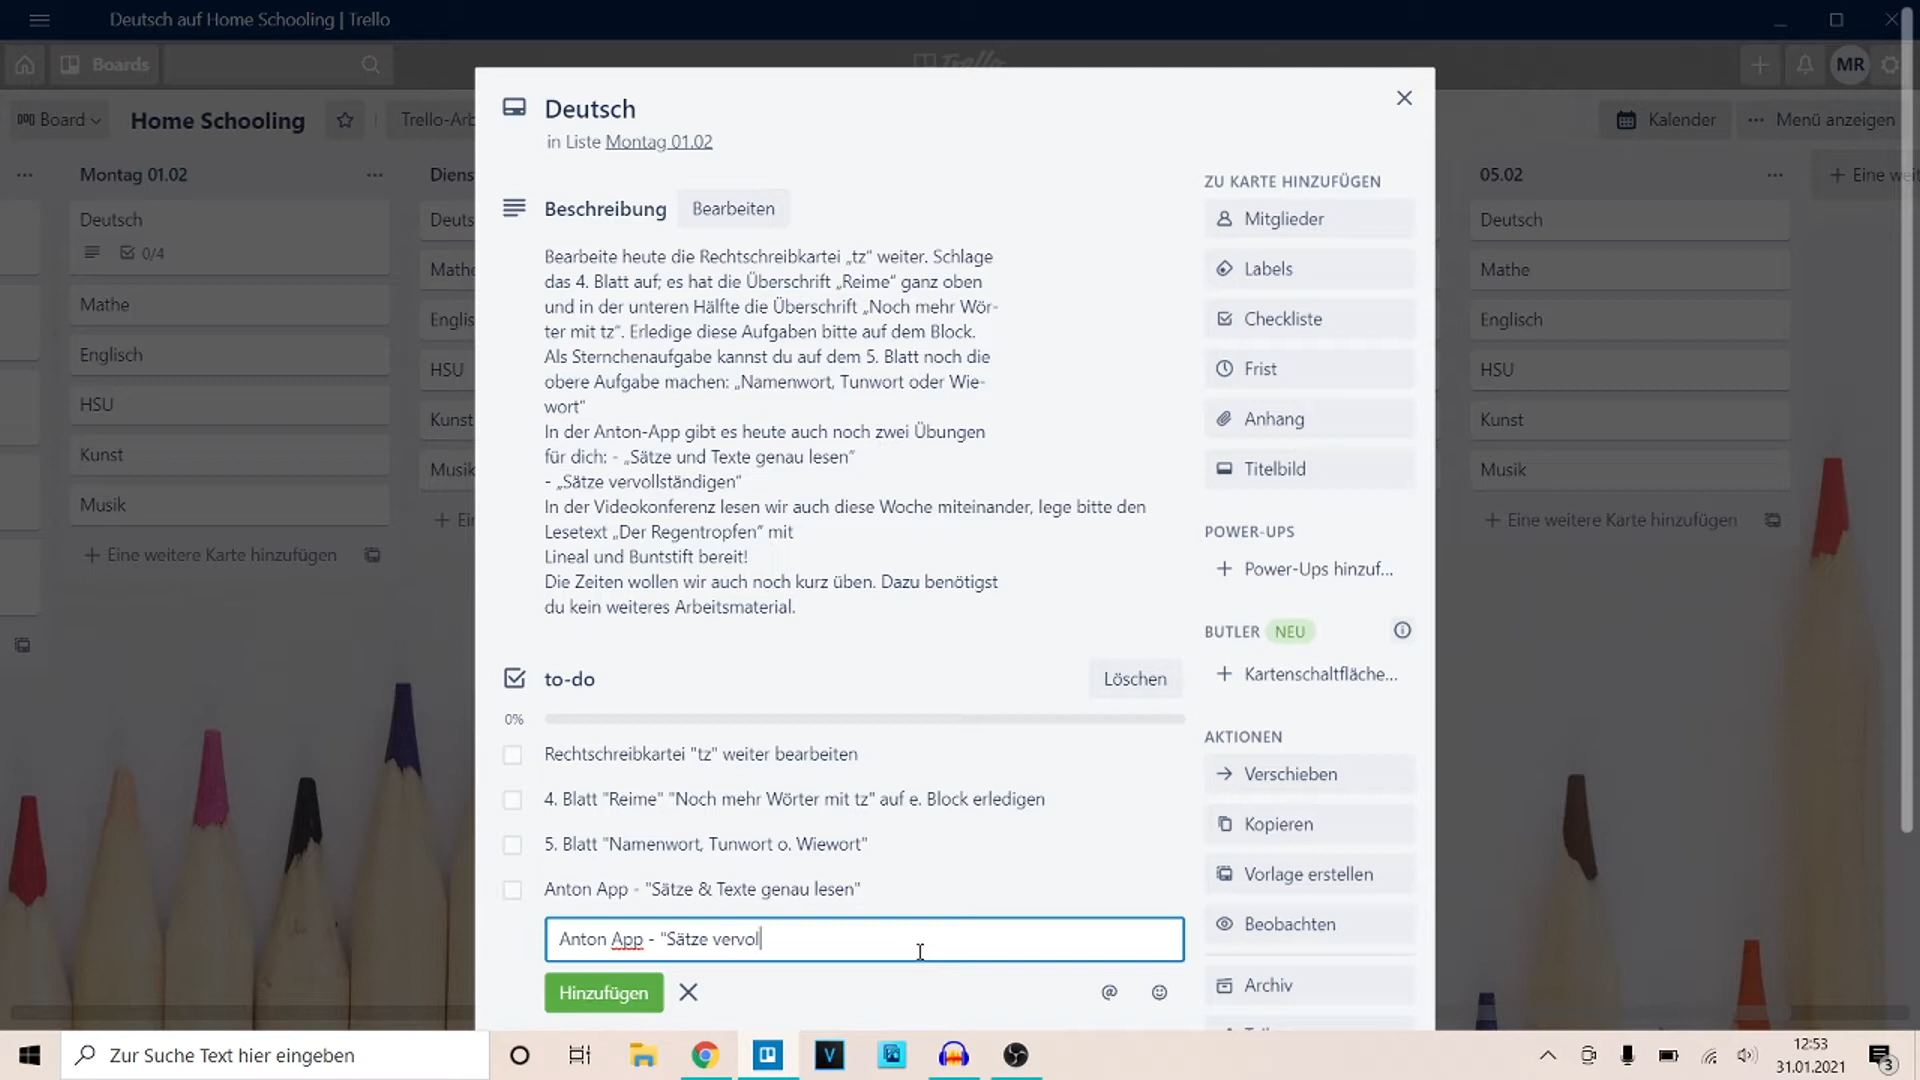 Deutsch auf Home Schooling | Trello
Boards
Trello
MR
Board
Home Schooling
Trello-Arb
Kalender
··· Menü anzeigen
Montag 01.02
Deutsch
0/4
Mathe
Englisch
HSU
Kunst
Musik
+ Eine weitere Karte hinzufügen
Diens
Deuts
Mathe
Englis
HSU
Kunst
Musik
+ Ein
Deutsch
in Liste Montag 01.02
Beschreibung
Bearbeiten
Bearbeite heute die Rechtschreibkartei „tz“ weiter. Schlage
das 4. Blatt auf; es hat die Überschrift „Reime“ ganz oben
und in der unteren Hälfte die Überschrift „Noch mehr Wör-
ter mit tz“. Erledige diese Aufgaben bitte auf dem Block.
Als Sternchenaufgabe kannst du auf dem 5. Blatt noch die
obere Aufgabe machen: „Namenwort, Tunwort oder Wie-
wort“
In der Anton-App gibt es heute auch noch zwei Übungen
für dich: - „Sätze und Texte genau lesen“
- „Sätze vervollständigen“
In der Videokonferenz lesen wir auch diese Woche miteinander, lege bitte den
Lesetext „Der Regentropfen“ mit
Lineal und Buntstift bereit!
Die Zeiten wollen wir auch noch kurz üben. Dazu benötigst
du kein weiteres Arbeitsmaterial.
to-do
Löschen
0%
Rechtschreibkartei "tz" weiter bearbeiten
4. Blatt "Reime" "Noch mehr Wörter mit tz" auf e. Block erledigen
5. Blatt "Namenwort, Tunwort o. Wiewort"
Anton App - "Sätze & Texte genau lesen"
Anton App - "Sätze vervol
Hinzufügen
@
ZU KARTE HINZUFÜGEN
Mitglieder
Labels
Checkliste
Frist
Anhang
Titelbild
POWER-UPS
+ Power-Ups hinzuf...
BUTLER NEU
+ Kartenschaltfläche...
AKTIONEN
Verschieben
Kopieren
Vorlage erstellen
Beobachten
Archiv
05.02
Deutsch
Mathe
Englisch
HSU
Kunst
Musik
+ Eine weitere Karte hinzufügen
+ Eine weit
Zur Suche Text hier eingeben
12:53
31.01.2021
3